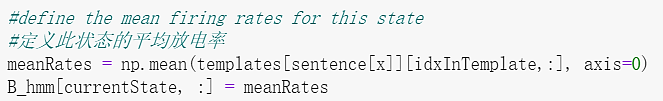 #define the mean firing rates for this state
#定义此状态的平均放电率
meanRates = np.mean(templates[sentence[x]][idxInTemplate,:], axis=0)
B_hmm[currentState, :] = meanRates